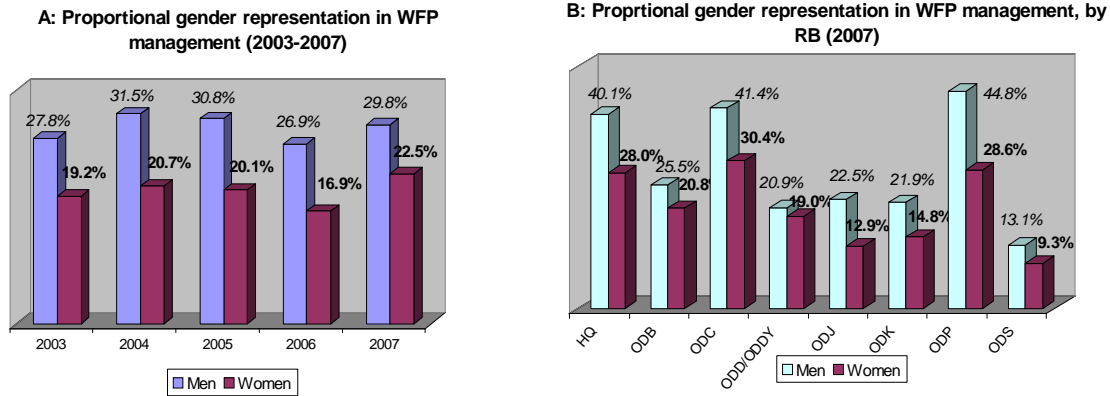 A: Proportional gender representation in WFP
management (2003-2007)
27.8%
19.2%
31.5%
20.7%
30.8%
20.1%
26.9%
16.9%
29.8%
22.5%
2003
2004
2005
2006
2007
Men
Women
B: Proprtional gender representation in WFP management, by
RB (2007)
40.1%
28.0%
25.5%
20.8%
41.4%
30.4%
20.9%
19.0%
22.5%
12.9%
21.9%
14.8%
44.8%
28.6%
13.1%
9.3%
HQ
ODB
ODC
ODD/ODDY
ODJ
ODK
ODP
ODS
Men
Women